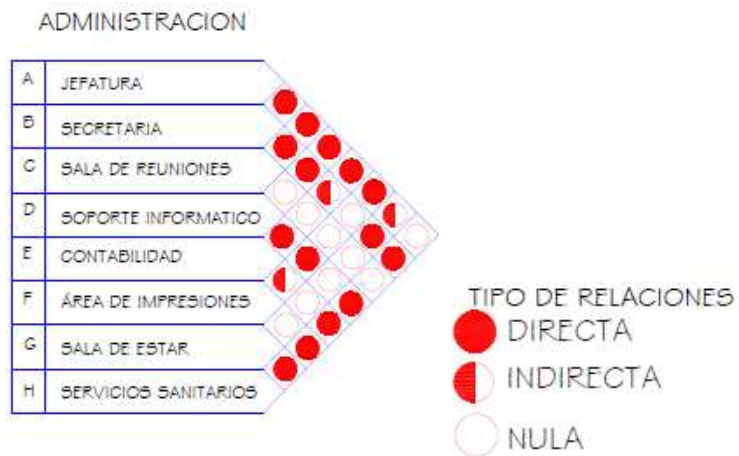 ADMINISTRACION
A JEFATURA
B SECRETARIA
C SALA DE REUNIONES
D SOPORTE INFORMATICO
E CONTABILIDAD
F ÁREA DE IMPRESIONES
G SALA DE ESTAR
H SERVICIOS SANITARIOS
TIPO DE RELACIONES
DIRECTA
INDIRECTA
NULA